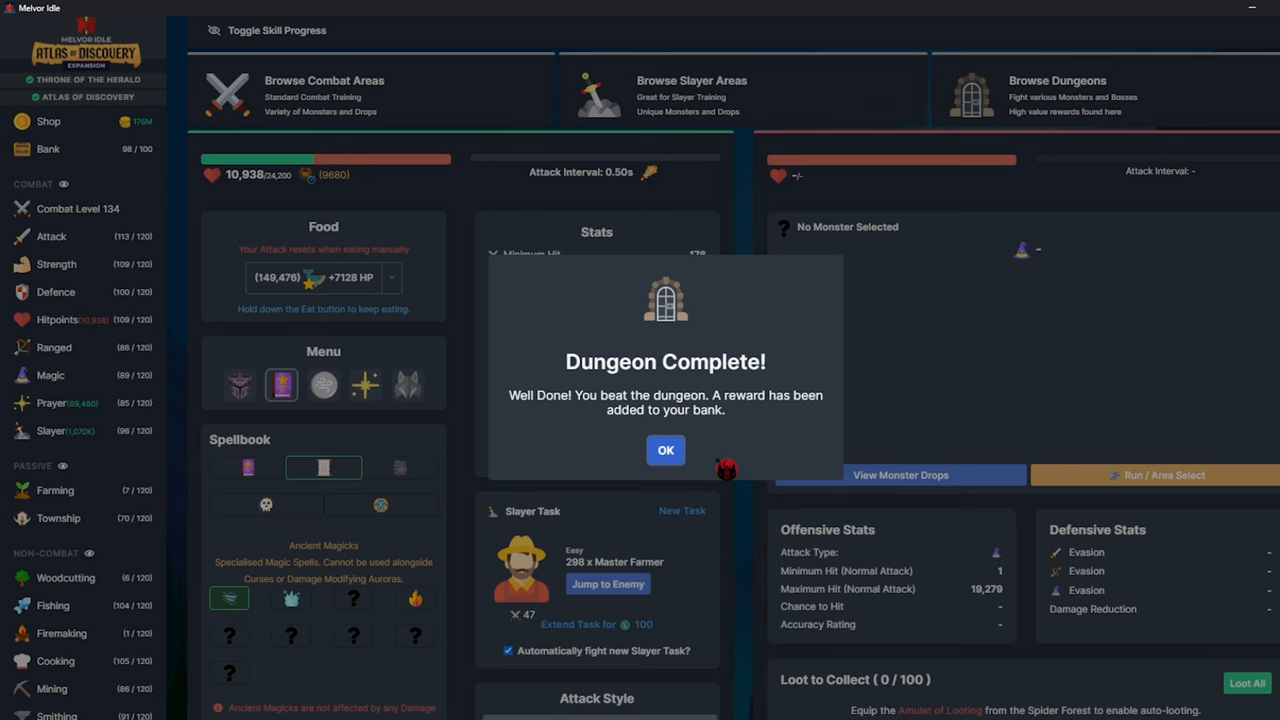 Melvor Idle
MELVOR IDLE
ATLAS OF DISCOVERY
EXPANSION
THRONE OF THE HERALD
ATLAS OF DISCOVERY
Shop 176M
Bank 98 / 100
COMBAT
Combat Level 134
Attack (113 / 120)
Strength (109 / 120)
Defence (100 / 120)
Hitpoints(10,938) (109 / 120)
Ranged (86 / 120)
Magic (89 / 120)
Prayer(69,480) (85 / 120)
Slayer(1,070K) (96 / 120)
PASSIVE
Farming (7 / 120)
Township (70 / 120)
NON-COMBAT
Woodcutting (6 / 120)
Fishing (104 / 120)
Firemaking (1 / 120)
Cooking (105 / 120)
Mining (86 / 120)
Smithing (91 / 120)
Toggle Skill Progress
Browse Combat Areas
Standard Combat Training
Variety of Monsters and Drops
Browse Slayer Areas
Great for Slayer Training
Unique Monsters and Drops
Browse Dungeons
Fight various Monsters and Bosses
High value rewards found here
10,938/24,200 (9680)
Attack Interval: 0.50s
Food
Your Attack resets when eating manually
(149,476) +7128 HP
Hold down the Eat button to keep eating.
Menu
Spellbook
Ancient Magicks
Specialised Magic Spells. Cannot be used alongside
Curses or Damage Modifying Auroras.
? 
? ? ? ?
?
Ancient Magicks are not affected by any Damage
Stats
Minimum Hit 176
Dungeon Complete!
Well Done! You beat the dungeon. A reward has been
added to your bank.
OK
Slayer Task New Task
Easy
298 x Master Farmer
Jump to Enemy
47
Extend Task for 100
Automatically fight new Slayer Task?
Attack Style
-/-
Attack Interval: -
? No Monster Selected
-
View Monster Drops
Run / Area Select
Offensive Stats
Attack Type:
Minimum Hit (Normal Attack) 1
Maximum Hit (Normal Attack) 19,279
Chance to Hit -
Accuracy Rating -
Defensive Stats
Evasion -
Evasion -
Evasion -
Damage Reduction -
Loot to Collect ( 0 / 100 )
Loot All
Equip the Amulet of Looting from the Spider Forest to enable auto-looting.